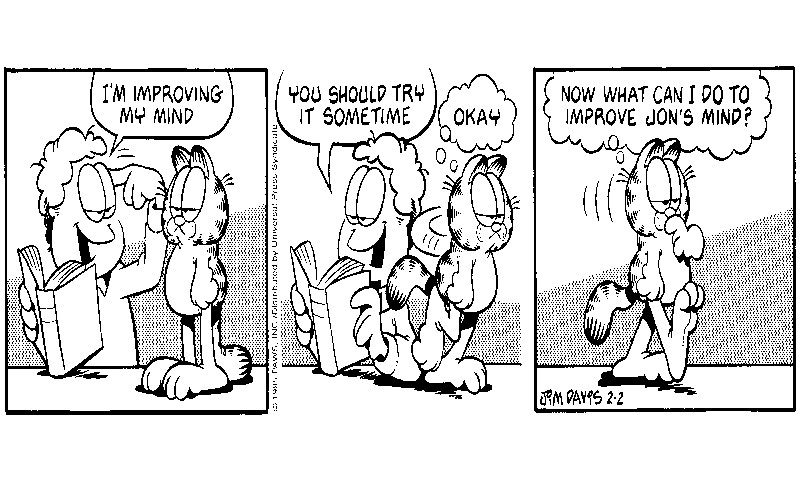 I'M IMPROVING
MY MIND
YOU SHOULD TRY
IT SOMETIME
OKAY
NOW WHAT CAN I DO TO
IMPROVE JON'S MIND?
JIM DAVIS 2-2